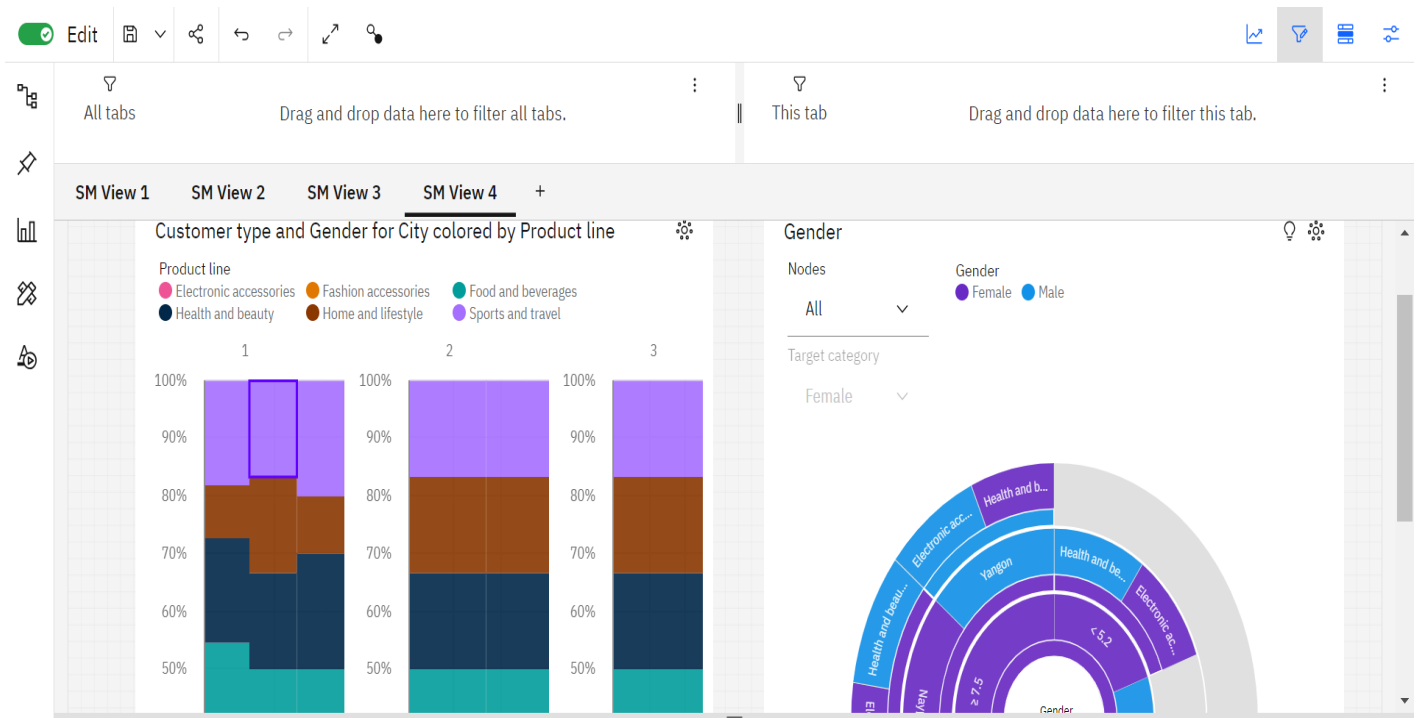 Edit
All tabs
Drag and drop data here to filter all tabs.
This tab
Drag and drop data here to filter this tab.
SM View 1
SM View 2
SM View 3
SM View 4
+
Customer type and Gender for City colored by Product line
Product line
Electronic accessories
Fashion accessories
Food and beverages
Health and beauty
Home and lifestyle
Sports and travel
1
2
3
100%
90%
80%
70%
60%
50%
100%
90%
80%
70%
60%
50%
100%
90%
80%
70%
60%
50%
Gender
Nodes
All
Gender
Female
Male
Target category
Female
Health and b...
Electronic acc...
Health and beau...
Yangon
Health and be...
Electronic ac...
< 5.2
≥ 7.5
Gender